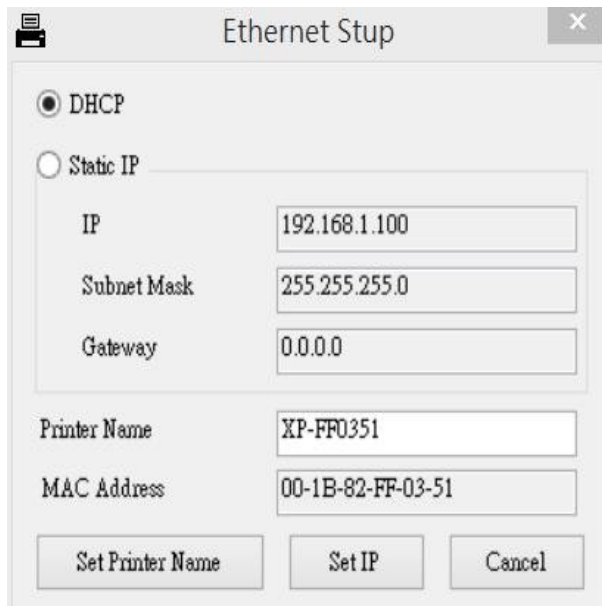 Ethernet Stup
DHCP
Static IP
IP 192.168.1.100
Subnet Mask 255.255.255.0
Gateway 0.0.0.0
Printer Name XP-FF0351
MAC Address 00-1B-82-FF-03-51
Set Printer Name Set IP Cancel